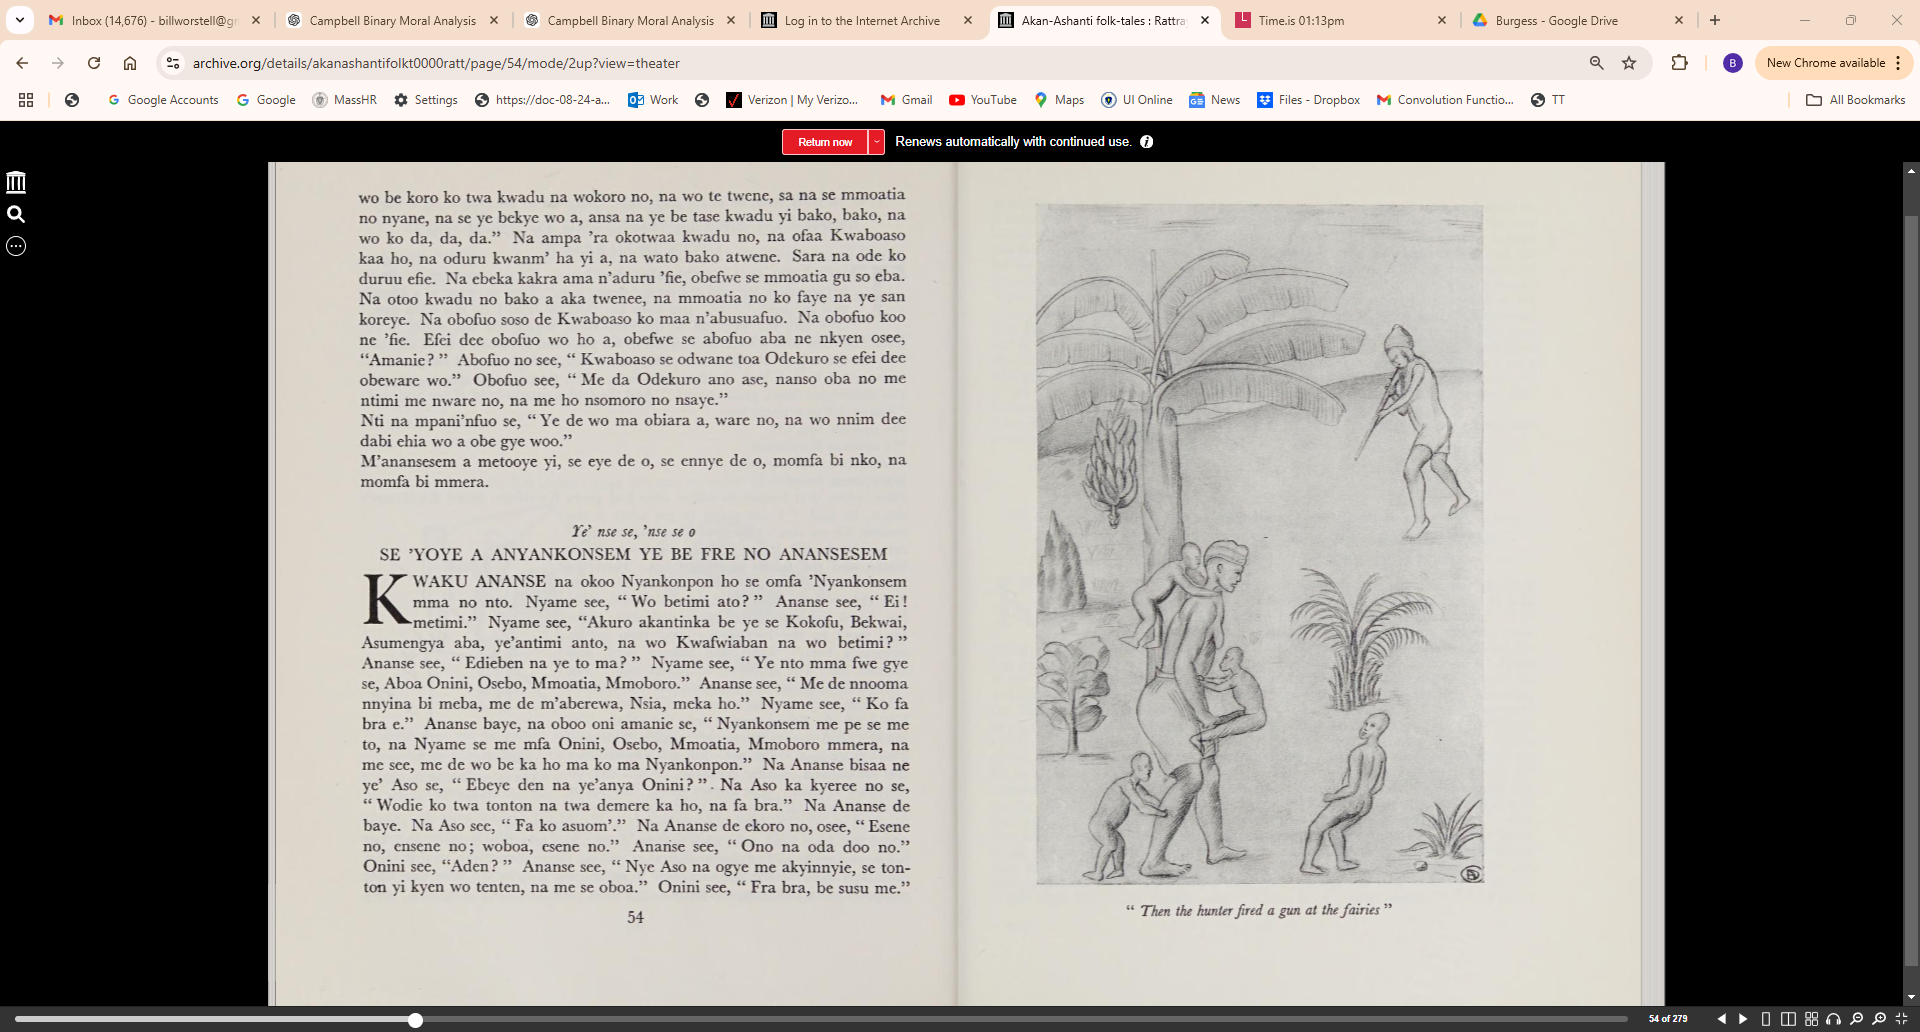 Inbox (14,676) - billworstell@gm
Campbell Binary Moral Analysis
Campbell Binary Moral Analysis
Log in to the Internet Archive
Akan-Ashanti folk-tales : Rattra
Time.is 01:13pm
Burgess - Google Drive
archive.org/details/akanashantifolkt0000ratt/page/54/mode/2up?view=theater
B
New Chrome available
Google Accounts
Google
MassHR
Settings
https://doc-08-24-a...
Work
Verizon | My Verizo...
Gmail
YouTube
Maps
UI Online
News
Files - Dropbox
Convolution Functio...
TT
All Bookmarks
Return now
Renews automatically with continued use.
wo be koro ko twa kwadu na wokoro no, na wo te twene, sa na se mmoatia
no nyane, na se ye bekye wo a, ansa na ye be tase kwadu yi bako, bako, na
wo ko da, da, da.” Na ampa ’ra okotwaa kwadu no, na ofaa Kwaboaso
kaa ho, na oduru kwanm’ ha yi a, na wato bako atwene. Sara na ode ko
duruu efie. Na ebeka kakra ama n’aduru ’fie, obefwe se mmoatia gu so eba.
Na otoo kwadu no bako a aka twenee, na mmoatia no ko faye na ye san
koreye. Na obofuo soso de Kwaboaso ko maa n’abusuafuo. Na obofuo koo
ne ’fie. Efei dee obofuo wo ho a, obefwe se abofuo aba ne nkyen osee,
“Amanie?” Abofuo no see, “Kwaboaso se odwane toa Odekuro se efei dee
obeware wo.” Obofuo see, “Me da Odekuro ano ase, nanso oba no me
ntimi me nware no, na me ho nsomoro no nsaye.”
Nti na mpani’nfuo se, “Ye de wo ma obiara a, ware no, na wo nnim dee
dabi ehia wo a obe gye woo.”
M’anansesem a metooye yi, se eye de o, se ennye de o, momfa bi nko, na
momfa bi mmera.
Ye’ nse se, ’nse se o
SE ’YOYE A ANYANKONSEM YE BE FRE NO ANANSESEM
KWAKU ANANSE na okoo Nyankonpon ho se omfa ’Nyankonsem
mma no nto. Nyame see, “Wo betimi ato?” Ananse see, “Ei!
metimi.” Nyame see, “Akuro akantinka be ye se Kokofu, Bekwai,
Asumengya aba, ye’antimi anto, na wo Kwafwiaban na wo betimi?”
Ananse see, “Edieben na ye to ma?” Nyame see, “Ye nto mma fwe gye
se, Aboa Onini, Osebo, Mmoatia, Mmoboro.” Ananse see, “Me de nnooma
nnyina bi meba, me de m’aberewa, Nsia, meka ho.” Nyame see, “Ko fa
bra e.” Ananse baye, na oboo oni amanie se, “Nyankonsem me pe se me
to, na Nyame se me mfa Onini, Osebo, Mmoatia, Mmoboro mmera, na
me see, me de wo be ka ho ma ko ma Nyankonpon.” Na Ananse bisaa ne
ye’ Aso se, “Ebeye den na ye’anya Onini?”. Na Aso ka kyeree no se,
“Wodie ko twa tonton na twa demere ka ho, na fa bra.” Na Ananse de
baye. Na Aso see, “Fa ko asuom’.” Na Ananse de ekoro no, osee, “Esene
no, ensene no; woboa, esene no.” Ananse see, “Ono na oda doo no.”
Onini see, “Aden?” Ananse see, “Nye Aso na ogye me akyinnyie, se ton-
ton yi kyen wo tenten, na me se oboa.” Onini see, “Fra bra, be susu me.”
54
“Then the hunter fired a gun at the fairies”
54 of 279